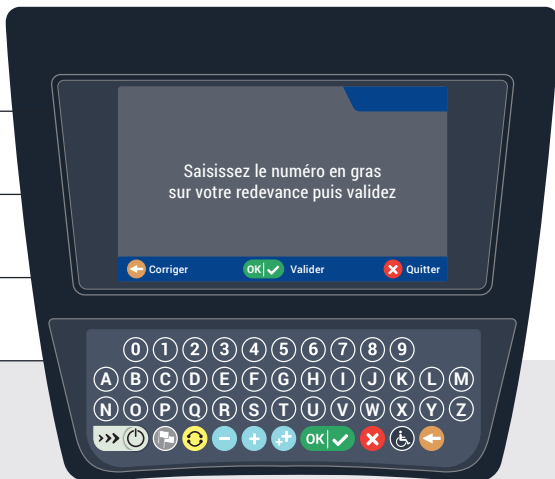 Saisissez le numéro en gras
sur votre redevance puis validez
Corriger OK Valider Quitter
0 1 2 3 4 5 6 7 8 9
A B C D E F G H I J K L M
N O P Q R S T U V W X Y Z
>>> - + ++ OK